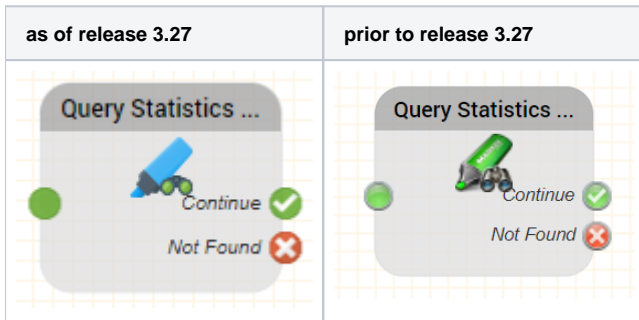 as of release 3.27
prior to release 3.27
Query Statistics ...
Continue
Not Found
Query Statistics ...
Continue
Not Found